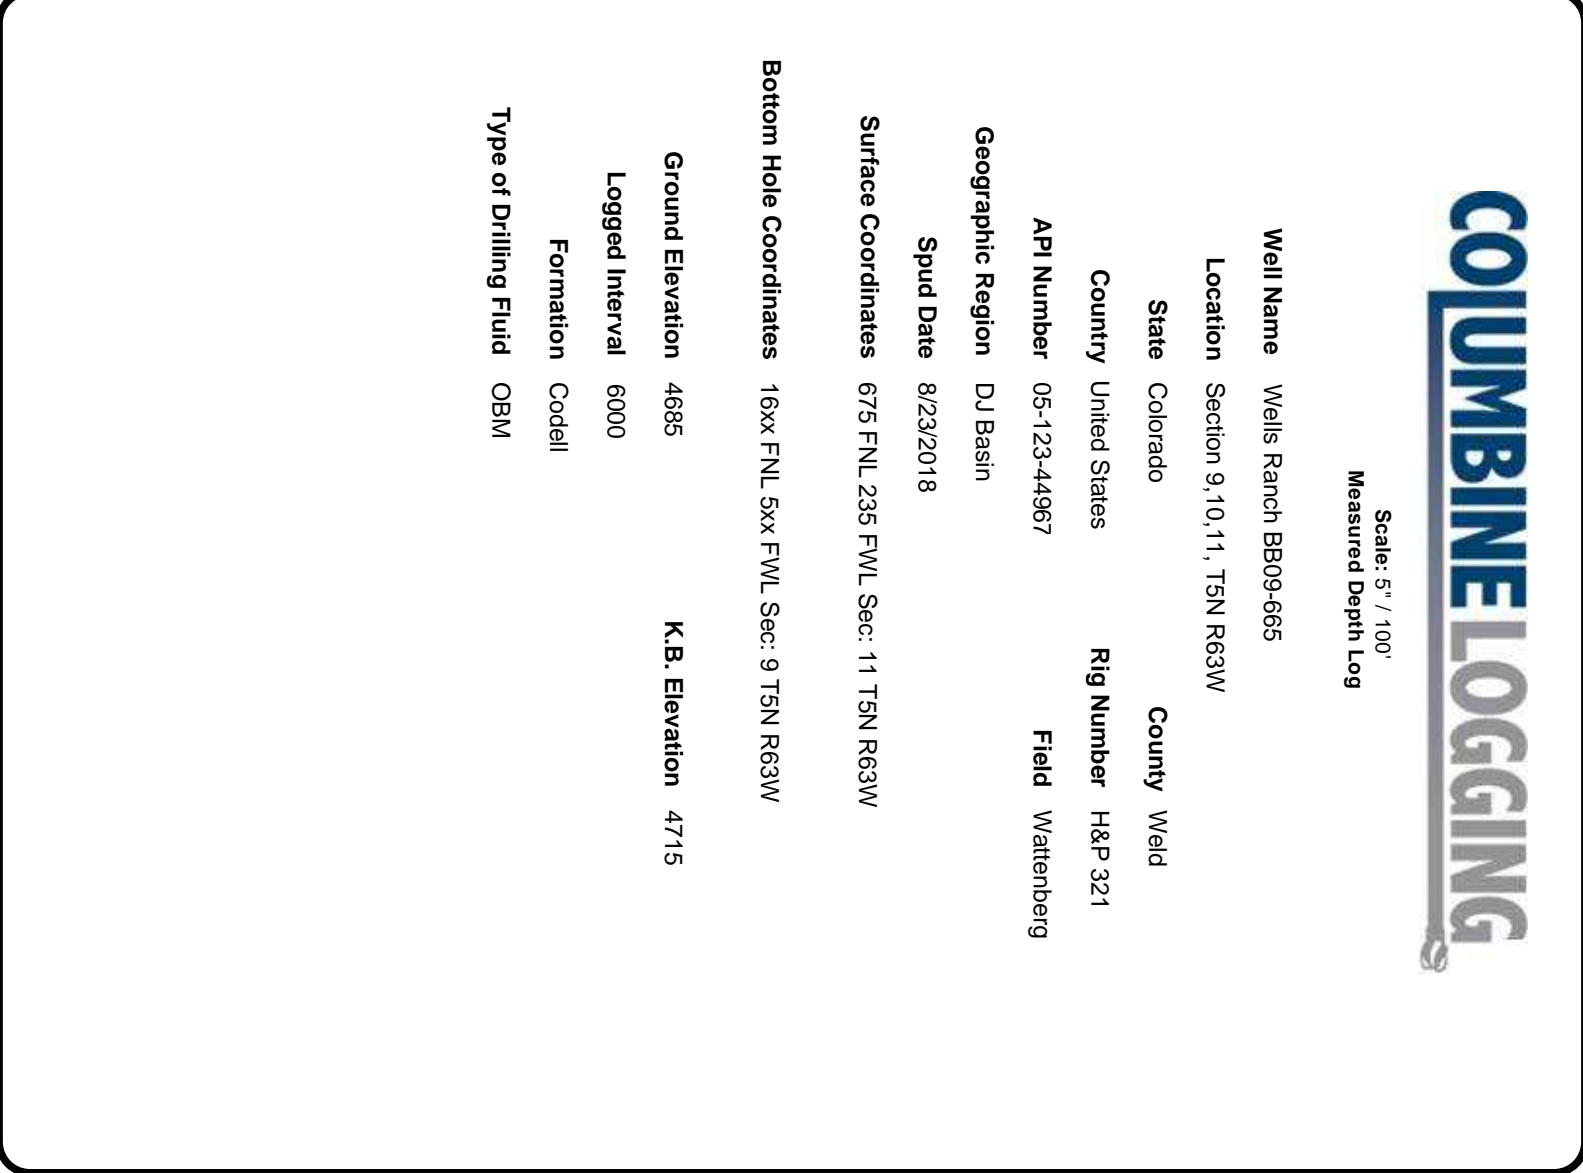 COLUMBINE LOGGING
Scale: 5" / 100'
Measured Depth Log
Well Name Wells Ranch BB09-665
Location Section 9,10,11, T5N R63W
State Colorado County Weld
Country United States Rig Number H&P 321
API Number 05-123-44967 Field Wattenberg
Geographic Region DJ Basin
Spud Date 8/23/2018
Surface Coordinates 675 FNL 235 FWL Sec: 11 T5N R63W
Bottom Hole Coordinates 16xx FNL 5xx FWL Sec: 9 T5N R63W
Ground Elevation 4685 K.B. Elevation 4715
Logged Interval 6000
Formation Codell
Type of Drilling Fluid OBM